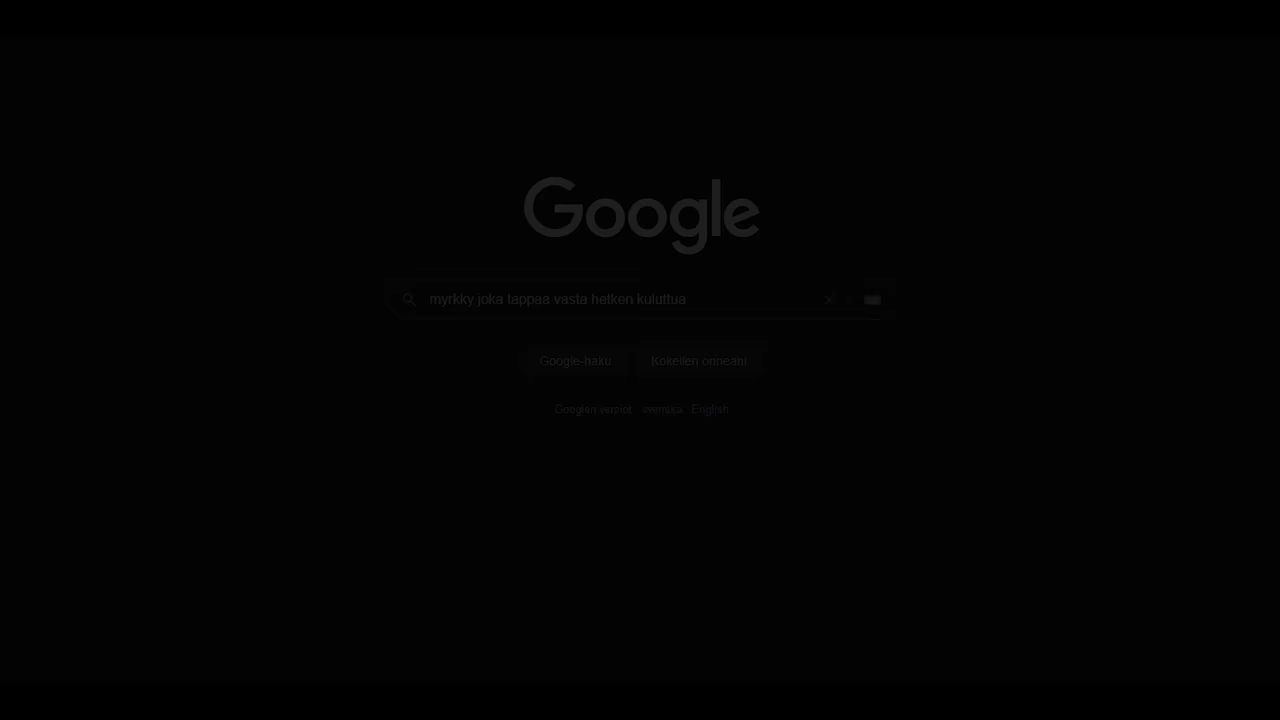 Google
myrkky joka tappaa vasta hetken kuluttua
Google-haku Kokeilen onneani
Googlen versiot: svenska English